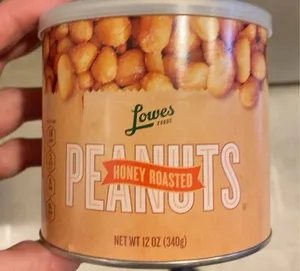 Lowes
FOODS
PEANUTS
HONEY ROASTED
NET WT 12 OZ (340g)